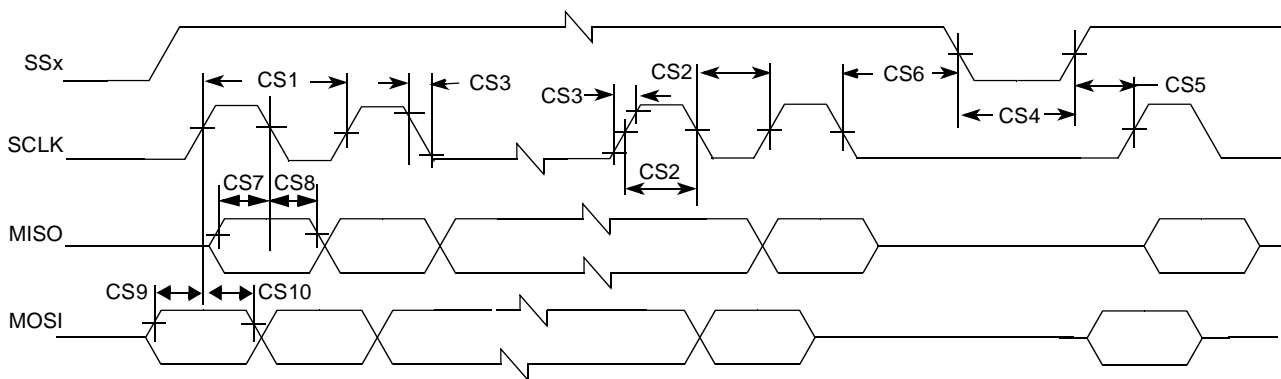 SSx
CS1
CS3
CS3
CS2
CS6
CS4
CS5
SCLK
CS2
CS7
CS8
MISO
CS9
CS10
MOSI